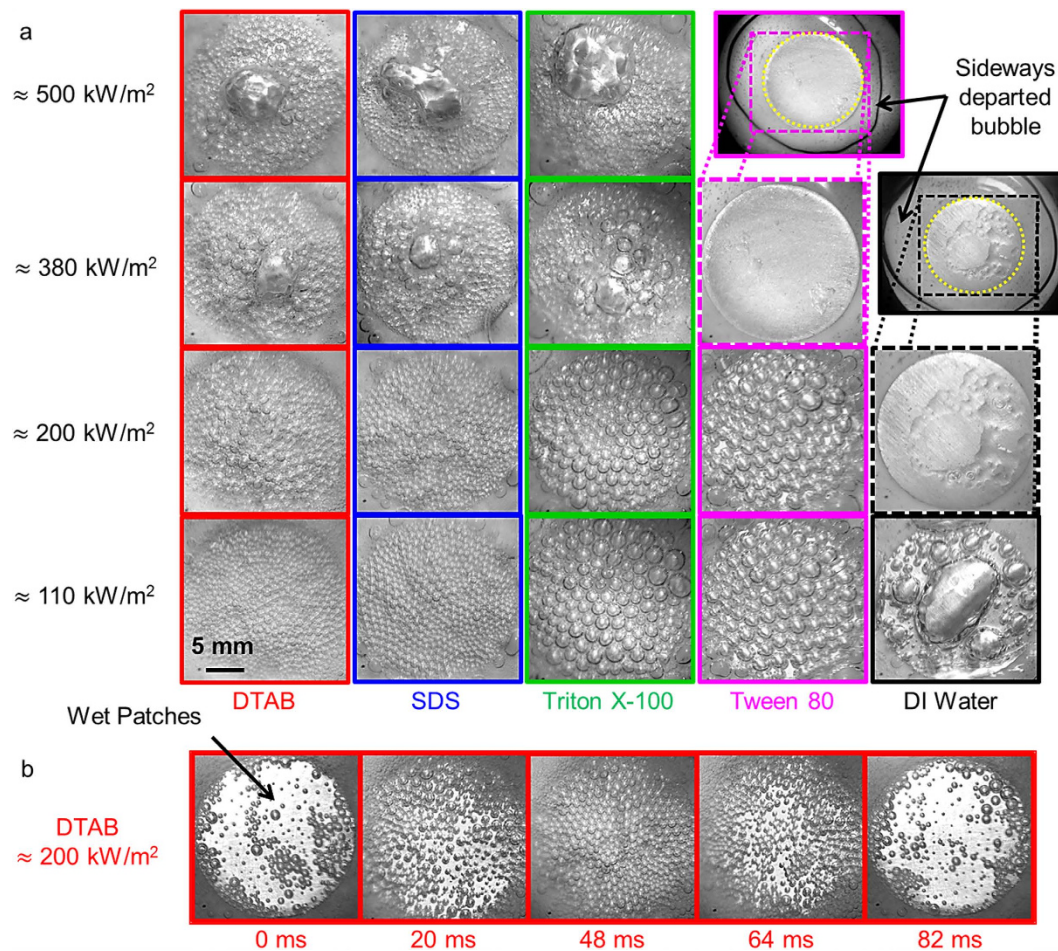 a
≈ 500 kW/m²
Sideways
departed
bubble
≈ 380 kW/m²
≈ 200 kW/m²
≈ 110 kW/m²
5 mm
DTAB
SDS
Triton X-100
Tween 80
DI Water
Wet Patches
b
DTAB
≈ 200 kW/m²
0 ms
20 ms
48 ms
64 ms
82 ms